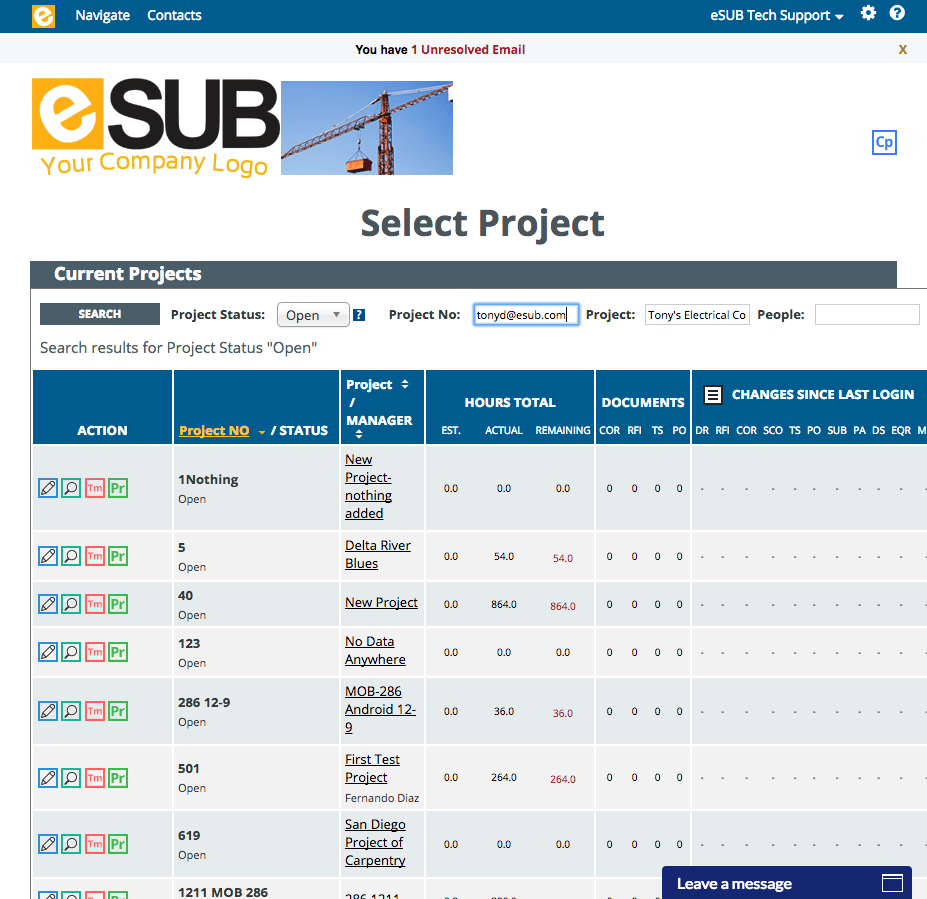 e Navigate Contacts eSUB Tech Support ?
You have 1 Unresolved Email X
eSUB
Your Company Logo
Cp
Select Project
Current Projects
SEARCH Project Status: Open ? Project No: tonyd@esub.com Project: Tony's Electrical Co People:
Search results for Project Status "Open"
ACTION Project NO / STATUS Project / MANAGER HOURS TOTAL DOCUMENTS CHANGES SINCE LAST LOGIN
EST. ACTUAL REMAINING COR RFI TS PO DR RFI COR SCO TS PO SUB PA DS EQR M
Tm Pr 1Nothing Open New Project-nothing added 0.0 0.0 0.0 0 0 0 0 - - - - - - - - - - -
Tm Pr 5 Open Delta River Blues 0.0 54.0 54.0 0 0 0 0 - - - - - - - - - - -
Tm Pr 40 Open New Project 0.0 864.0 864.0 0 0 0 0 - - - - - - - - - - -
Tm Pr 123 Open No Data Anywhere 0.0 0.0 0.0 0 0 0 0 - - - - - - - - - - -
Tm Pr 286 12-9 Open MOB-286 Android 12-9 0.0 36.0 36.0 0 0 0 0 - - - - - - - - - - -
Tm Pr 501 Open First Test Project Fernando Diaz 0.0 264.0 264.0 0 0 0 0 - - - - - - - - - - -
Tm Pr 619 Open San Diego Project of Carpentry 0.0 0.0 0.0 0 0 0 0 - - - - - - - - - - -
1211 MOB 286 286 1211
Leave a message